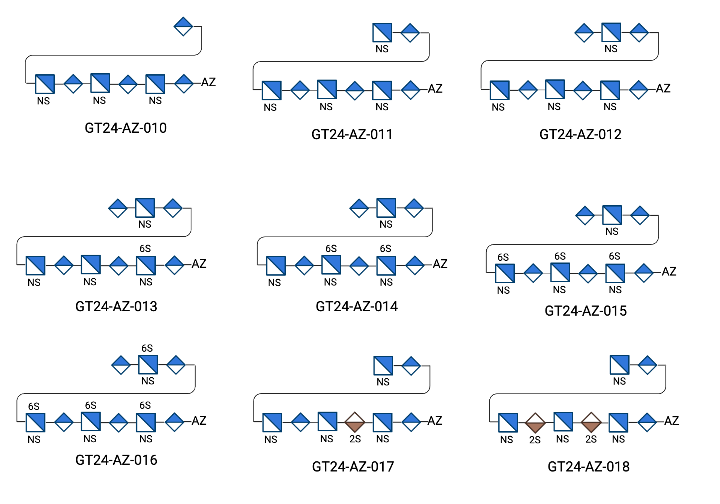 NS NS NS AZ
GT24-AZ-010
NS
NS NS NS AZ
GT24-AZ-011
NS
NS NS NS AZ
GT24-AZ-012
NS
6S
NS NS NS AZ
GT24-AZ-013
NS
6S 6S
NS NS NS AZ
GT24-AZ-014
NS
6S 6S 6S
NS NS NS AZ
GT24-AZ-015
6S
NS
6S 6S 6S
NS NS NS AZ
GT24-AZ-016
NS
NS NS 2S NS AZ
GT24-AZ-017
NS
NS 2S NS 2S NS AZ
GT24-AZ-018